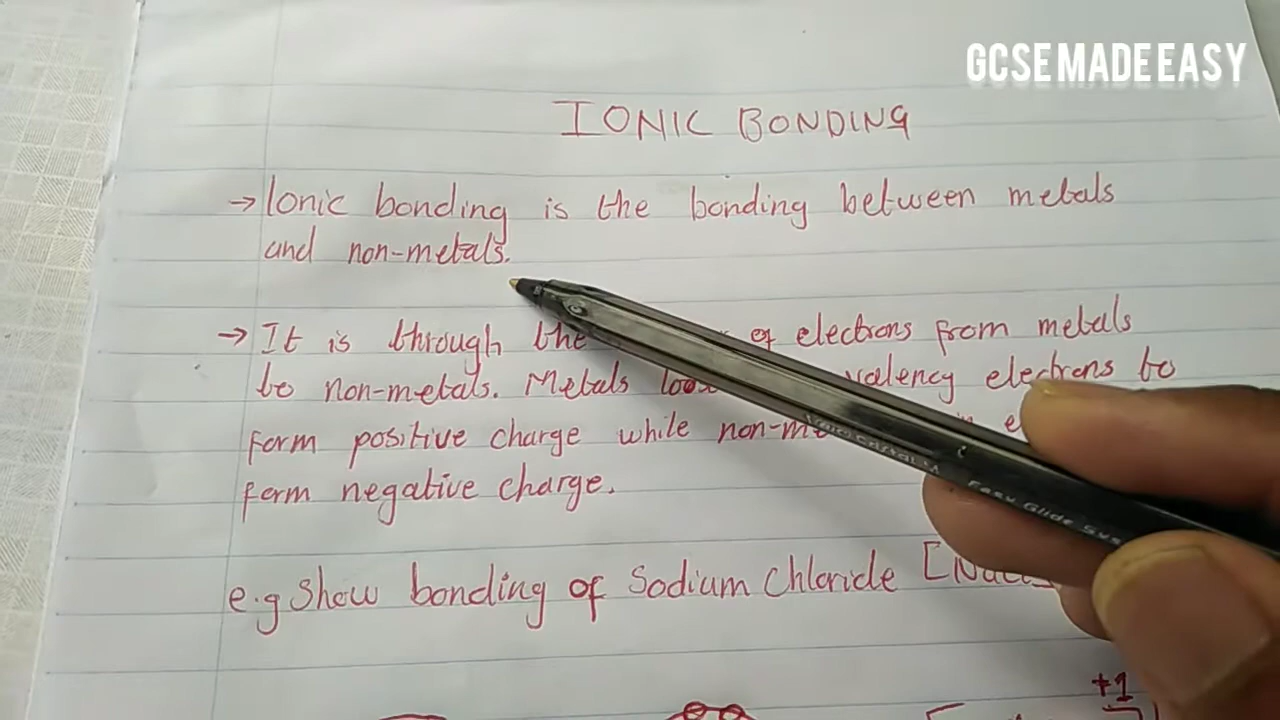 GCSE MADE EASY
IONIC BONDING
→ Ionic bonding is the bonding between metals
and non-metals.
→ It is through the of electrons from metals
to non-metals. Metals valency electrons to
form positive charge while
form negative charge.
e.g Show bonding of Sodium Chloride
+1